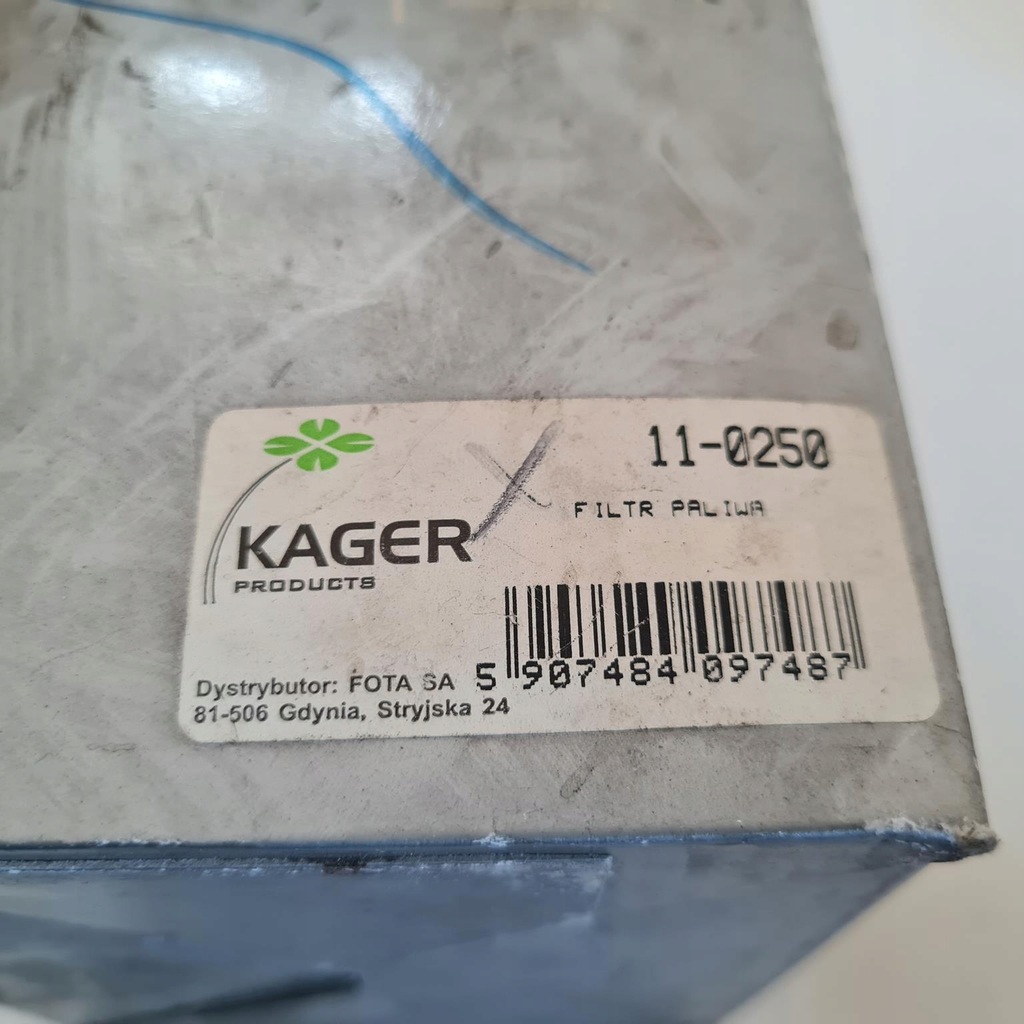 KAGER
PRODUCTS
11-0250
FILTR PALIWA
5 907484 097487
Dystrybutor: FOTA SA
81-506 Gdynia, Stryjska 24